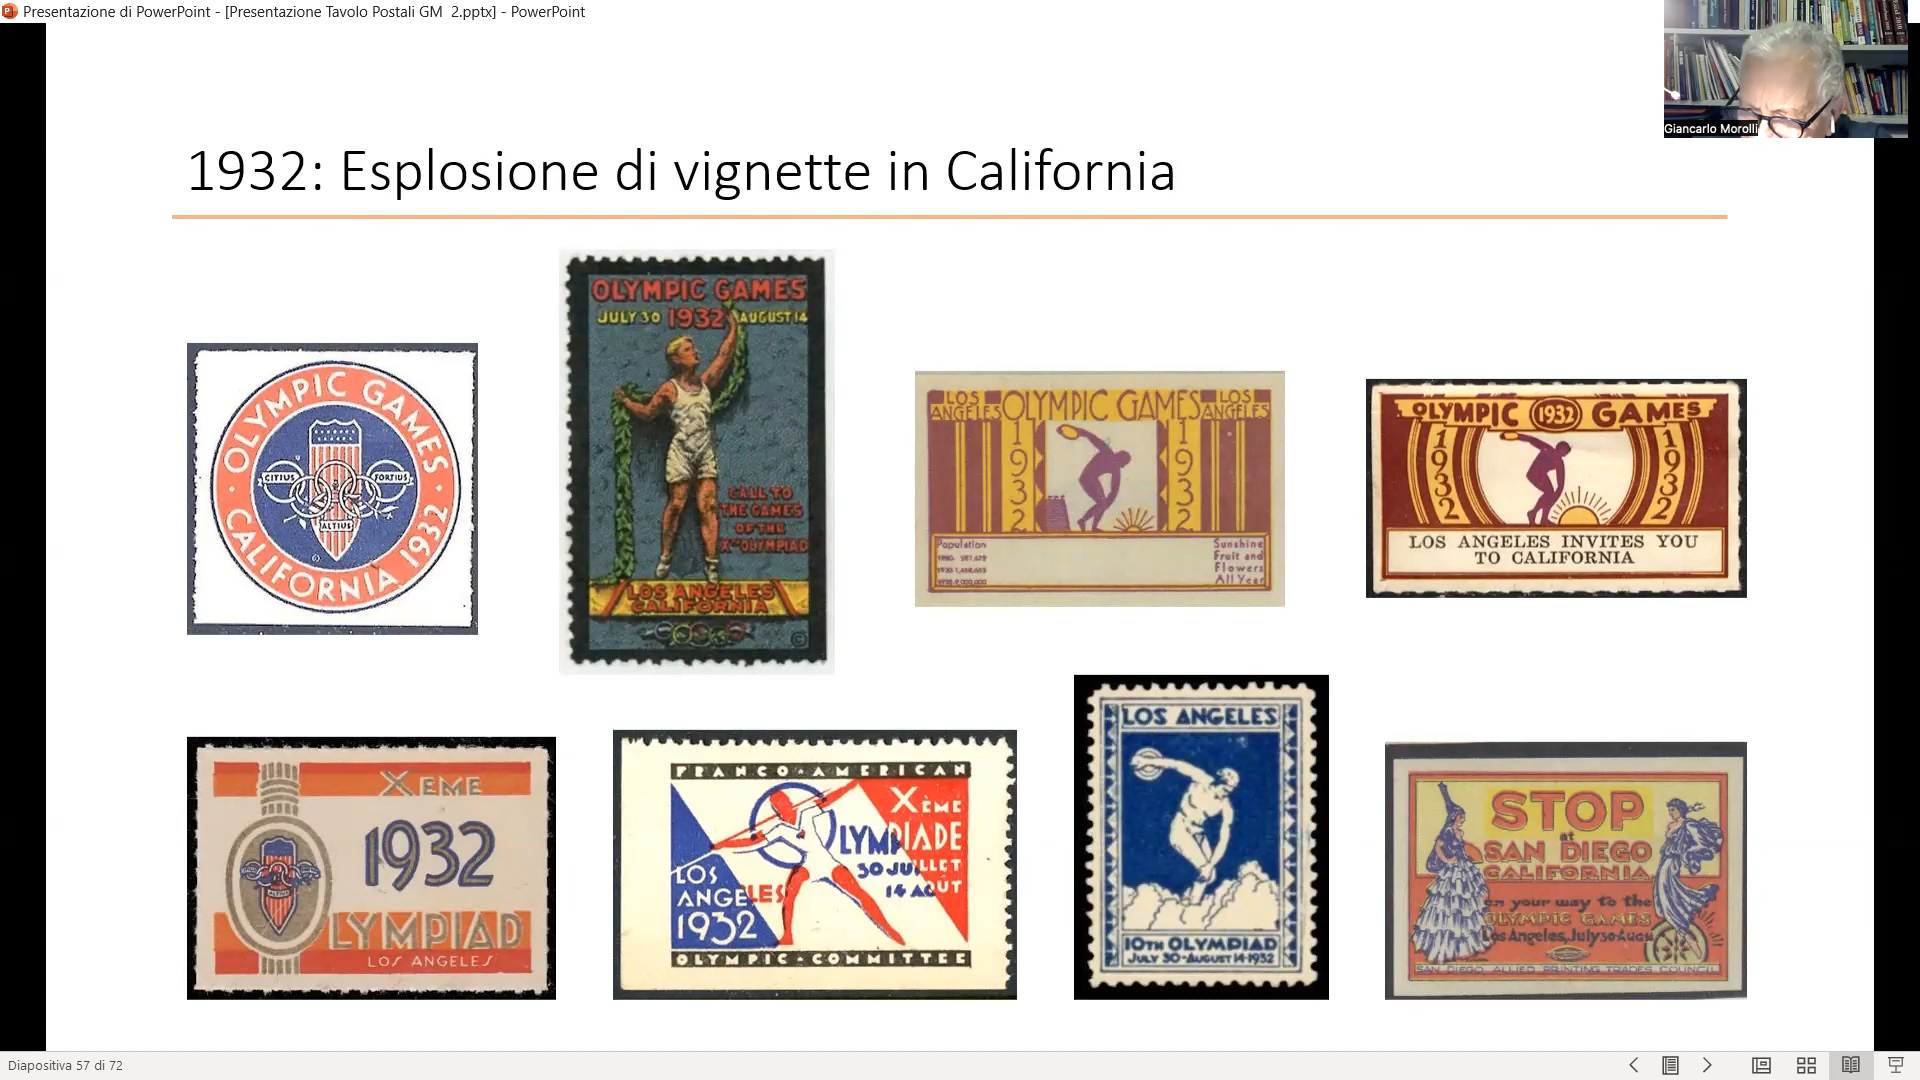 Presentazione di PowerPoint - [Presentazione Tavolo Postali GM  2.pptx] - PowerPoint
Giancarlo Morolli
1932: Esplosione di vignette in California
OLYMPIC GAMES
CALIFORNIA 1932
CITIUS
FORTIUS
ALTIUS
OLYMPIC GAMES
JULY 30 1932 AUGUST 14
CALL TO
THE GAMES
OF THE
XTH OLYMPIAD
LOS ANGELES
CALIFORNIA
LOS ANGELES
OLYMPIC GAMES
LOS ANGELES
1932
1932
Population
Sunshine
Fruit and
Flowers
All Year
OLYMPIC 1932 GAMES
1932
1932
LOS ANGELES INVITES YOU
TO CALIFORNIA
XEME
1932
OLYMPIAD
LOS ANGELES
ALTIUS
FRANCO-AMERICAN
XÈME
OLYMPIADE
30 JUILLET
14 AOUT
LOS
ANGELES
1932
OLYMPIC-COMMITTEE
LOS ANGELES
10TH OLYMPIAD
JULY 30-AUGUST 14-1932
STOP
at
SAN DIEGO
CALIFORNIA
on your way to the
OLYMPIC GAMES
Los Angeles, July 30
SAN DIEGO ALLIED PRINTING TRADES COUNCIL
Diapositiva 57 di 72